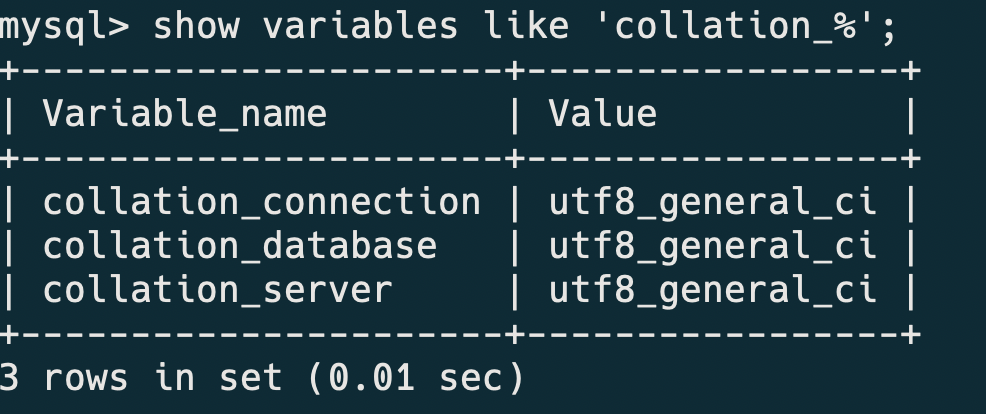 mysql> show variables like 'collation_%';
+----------------------+-----------------+
| Variable_name        | Value           |
+----------------------+-----------------+
| collation_connection | utf8_general_ci |
| collation_database   | utf8_general_ci |
| collation_server     | utf8_general_ci |
+----------------------+-----------------+
3 rows in set (0.01 sec)